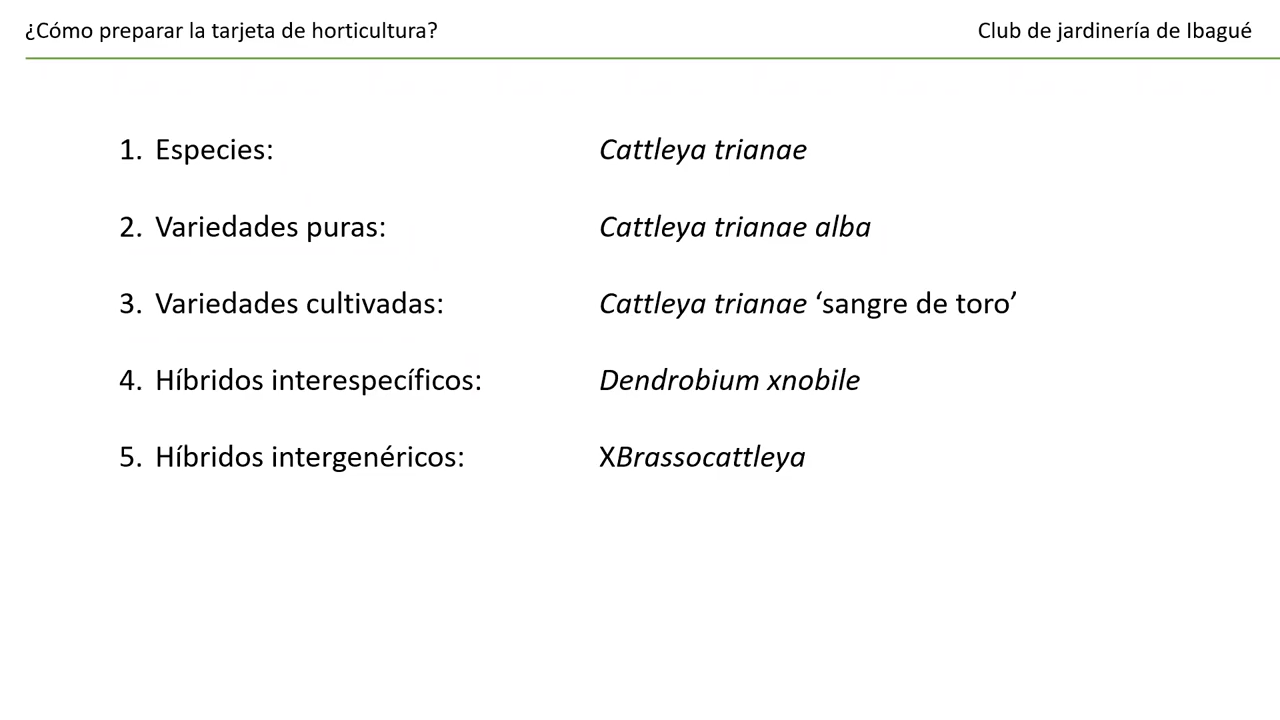 ¿Cómo preparar la tarjeta de horticultura? Club de jardinería de Ibagué
1. Especies: Cattleya trianae
2. Variedades puras: Cattleya trianae alba
3. Variedades cultivadas: Cattleya trianae ‘sangre de toro’
4. Híbridos interespecíficos: Dendrobium xnobile
5. Híbridos intergenéricos: XBrassocattleya